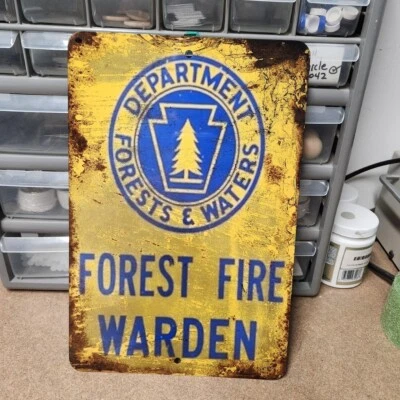 DEPARTMENT
FORESTS & WATERS
FOREST FIRE
WARDEN